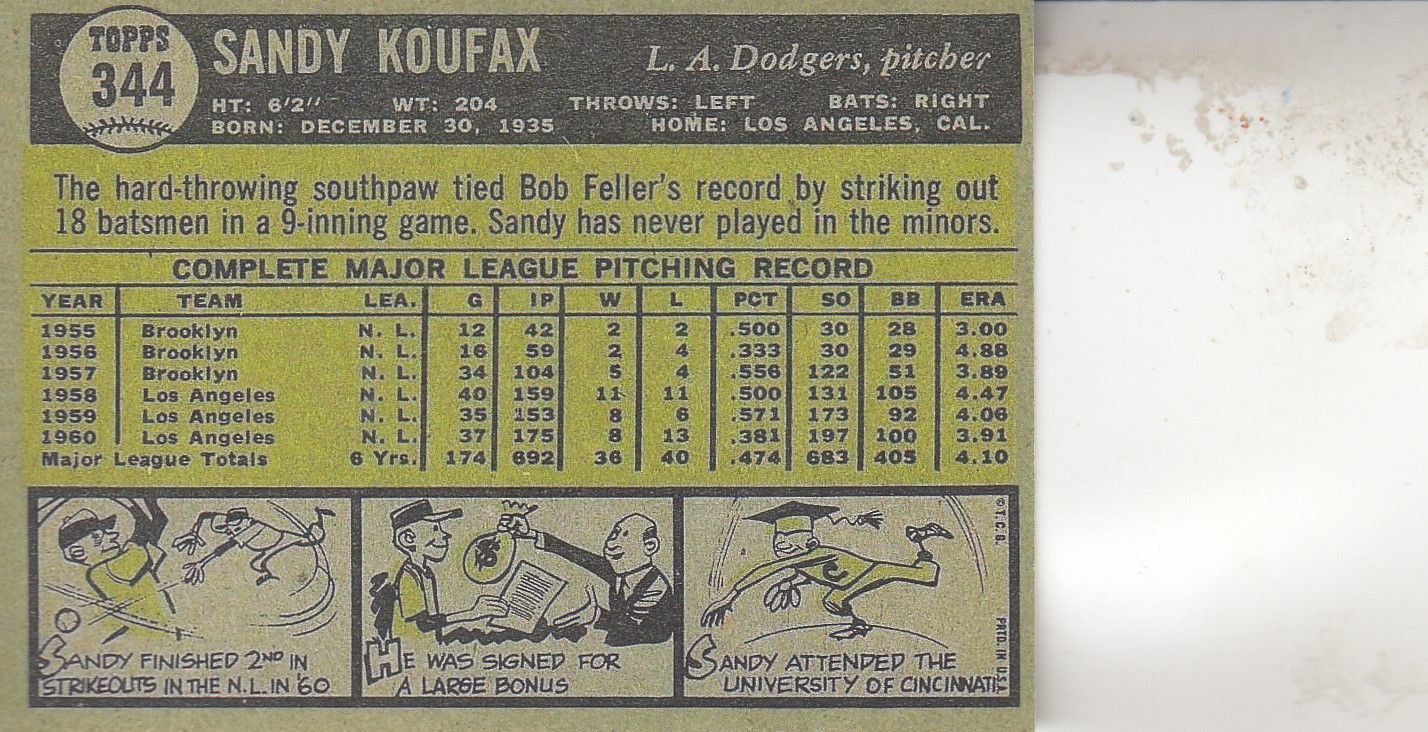 TOPPS
344
SANDY KOUFAX
L. A. Dodgers, pitcher
HT: 6'2" WT: 204 THROWS: LEFT BATS: RIGHT
BORN: DECEMBER 30, 1935 HOME: LOS ANGELES, CAL.
The hard-throwing southpaw tied Bob Feller's record by striking out
18 batsmen in a 9-inning game. Sandy has never played in the minors.
COMPLETE MAJOR LEAGUE PITCHING RECORD
YEAR TEAM LEA. G IP W L PCT SO BB ERA
1955 Brooklyn N. L. 12 42 2 2 .500 30 28 3.00
1956 Brooklyn N. L. 16 59 2 4 .333 30 29 4.88
1957 Brooklyn N. L. 34 104 5 4 .556 122 51 3.89
1958 Los Angeles N. L. 40 159 11 11 .500 131 105 4.47
1959 Los Angeles N. L. 35 153 8 6 .571 173 92 4.06
1960 Los Angeles N. L. 37 175 8 13 .381 197 100 3.91
Major League Totals 6 Yrs. 174 692 36 40 .474 683 405 4.10
SANDY FINISHED 2ND IN
STRIKEOUTS IN THE N.L. IN '60
$
HE WAS SIGNED FOR
A LARGE BONUS
C
SANDY ATTENDED THE
UNIVERSITY OF CINCINNATI
© T. C. G.
PRTD. IN U.S.A.